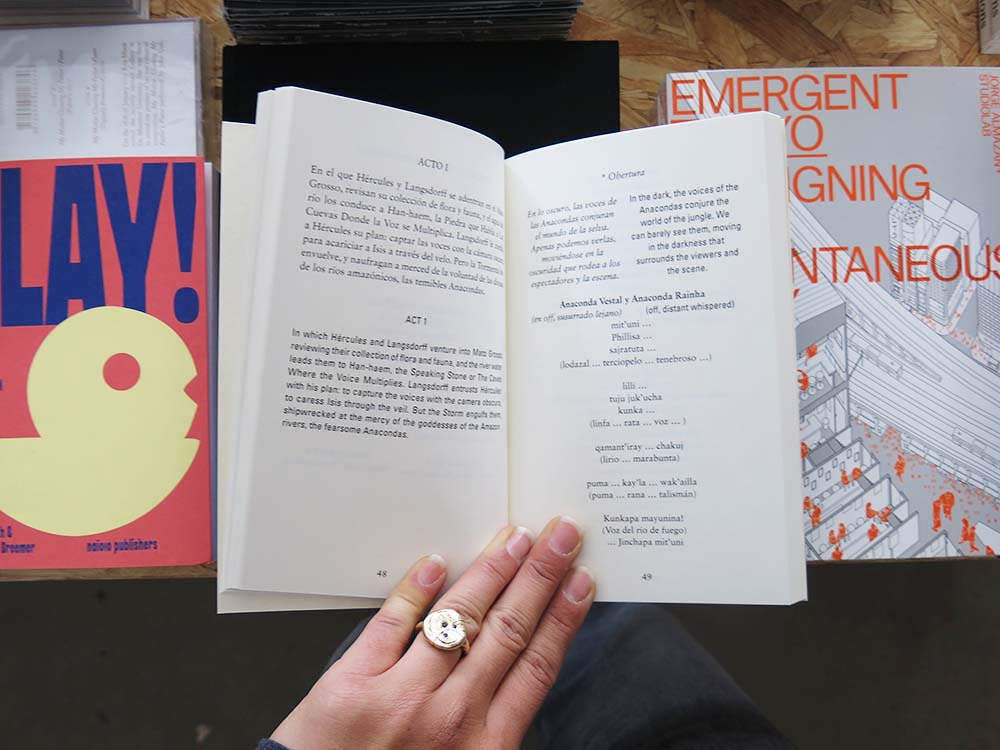 ACTO I
En el que Hércules y Langsdorff se adentran en el Mato
Grosso, revisan su colección de flora y fauna, y el agua del
río los conduce a Han-haem, la Piedra que Habla o Las
Cuevas Donde la Voz se Multiplica. Langsdorff le confía
a Hércules su plan: captar las voces con la cámara oscura,
para acariciar a Isis a través del velo. Pero la Tormenta los
envuelve, y naufragan a merced de la voluntad de las diosas
de los ríos amazónicos, las temibles Anacondas.
ACT 1
In which Hércules and Langsdorff venture into Mato Grosso,
reviewing their collection of flora and fauna, and the river water
leads them to Han-haem, the Speaking Stone or The Caves
Where the Voice Multiplies. Langsdorff entrusts Hércules
with his plan: to capture the voices with the camera obscura,
to caress Isis through the veil. But the Storm engulfs them,
shipwrecked at the mercy of the goddesses of the Amazon
rivers, the fearsome Anacondas.
48
* Obertura
En lo oscuro, las voces de
las Anacondas conjuran
el mundo de la selva.
Apenas podemos verlas,
moviéndose en la
oscuridad que rodea a los
espectadores y la escena.
In the dark, the voices of the
Anacondas conjure the
world of the jungle. We
can barely see them, moving
in the darkness that
surrounds the viewers and
the scene.
Anaconda Vestal y Anaconda Rainha
(en off, susurrado lejano) (off, distant whispered)
mit'uni ...
Phillisa ...
sajratuta ...
(lodazal ... terciopelo ... tenebroso ...)
lilli ...
tuju juk'ucha
kunka ...
(linfa ... rata ... voz ... )
qamant'iray ... chakuj
(lirio ... marabunta)
puma ... kay'la ... wak'ailla
(puma ... rana ... talismán)
Kunkapa mayunina!
(Voz del río de fuego)
... Jinchapa mit'uni
49
LAY!
&
Dreamer
naioio publishers
EMERGENT
YO
IGNING
NTANEOUS
JORGE ALMAZÁN
STUDIOLAB